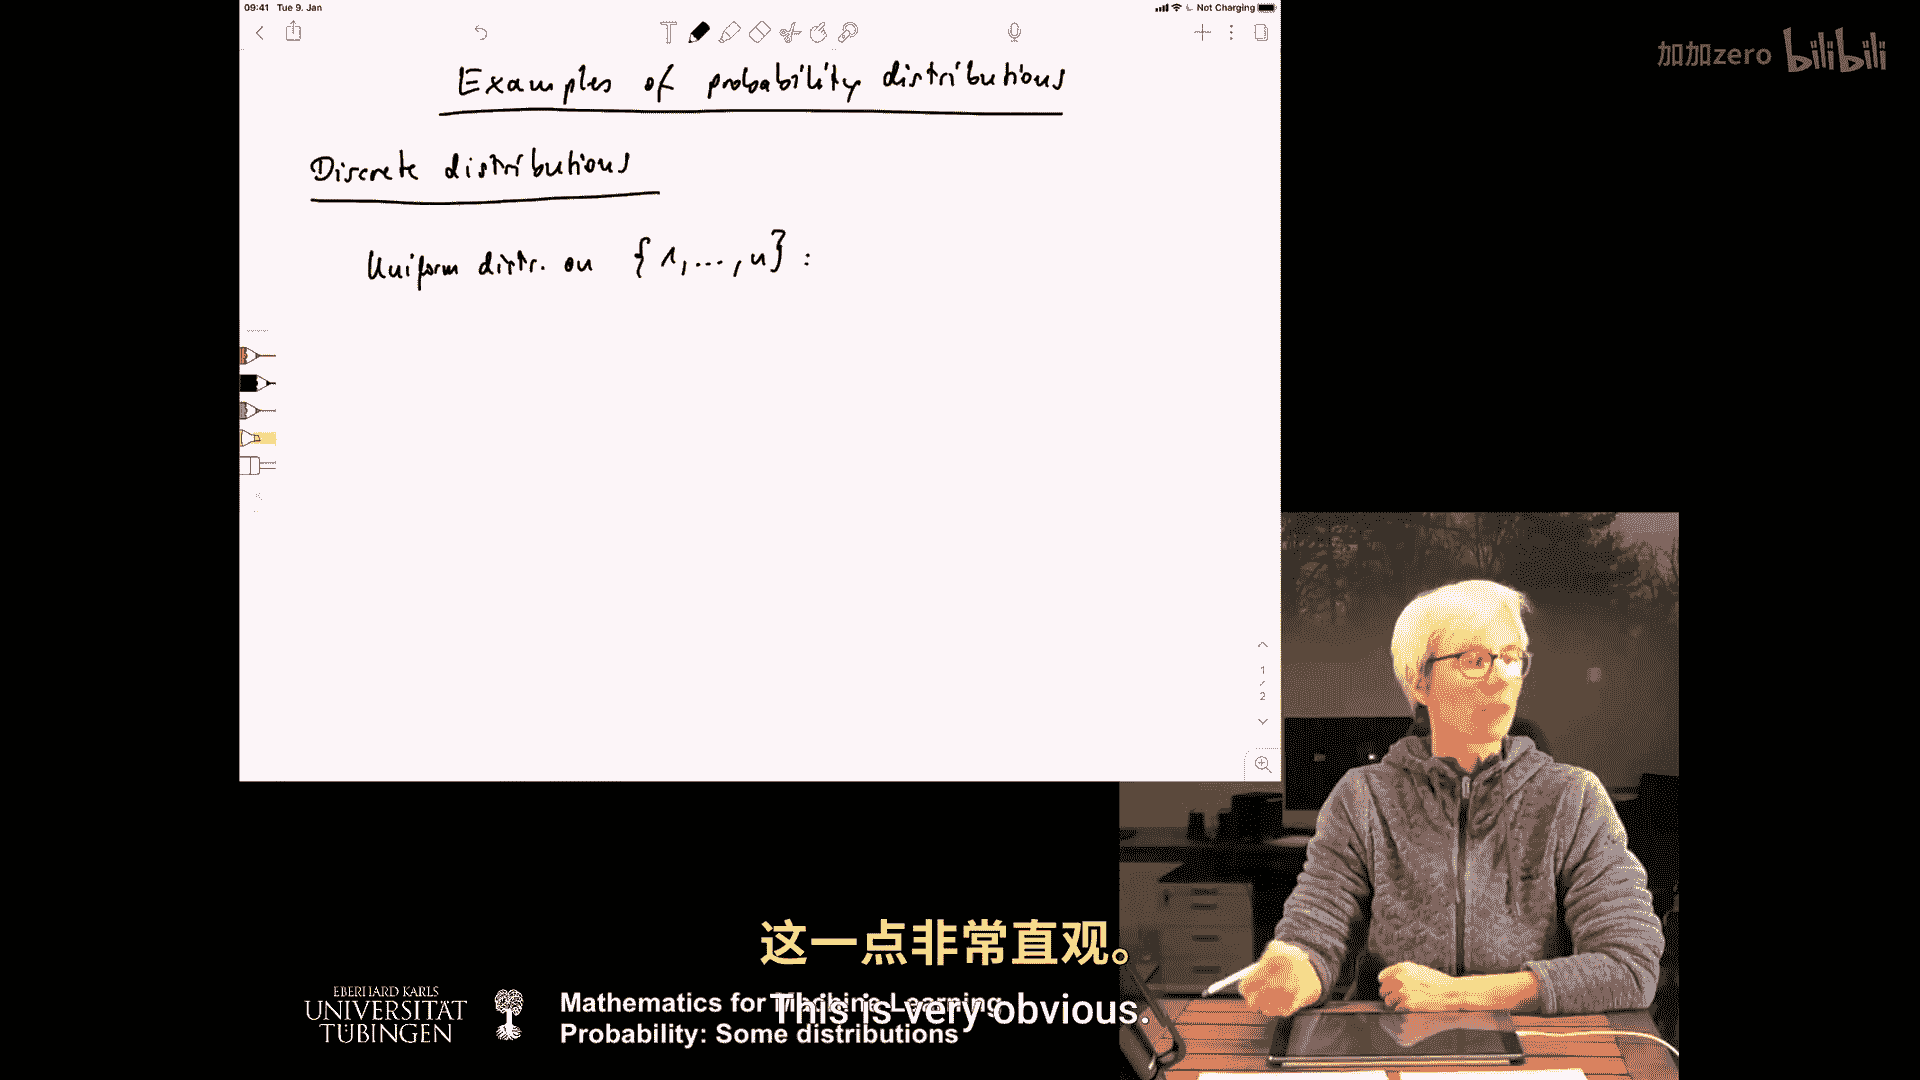 09:41 Tue 9. Jan
Not Charging
Examples of probability distributions
Discrete distributions
Uniform distr. on {1, ..., n} :
1
2
加加zero bilibili
这一点非常直观。
This is very obvious.
EBERHARD KARLS
UNIVERSITÄT
TÜBINGEN
Mathematics for Machine Learning
Probability: Some distributions